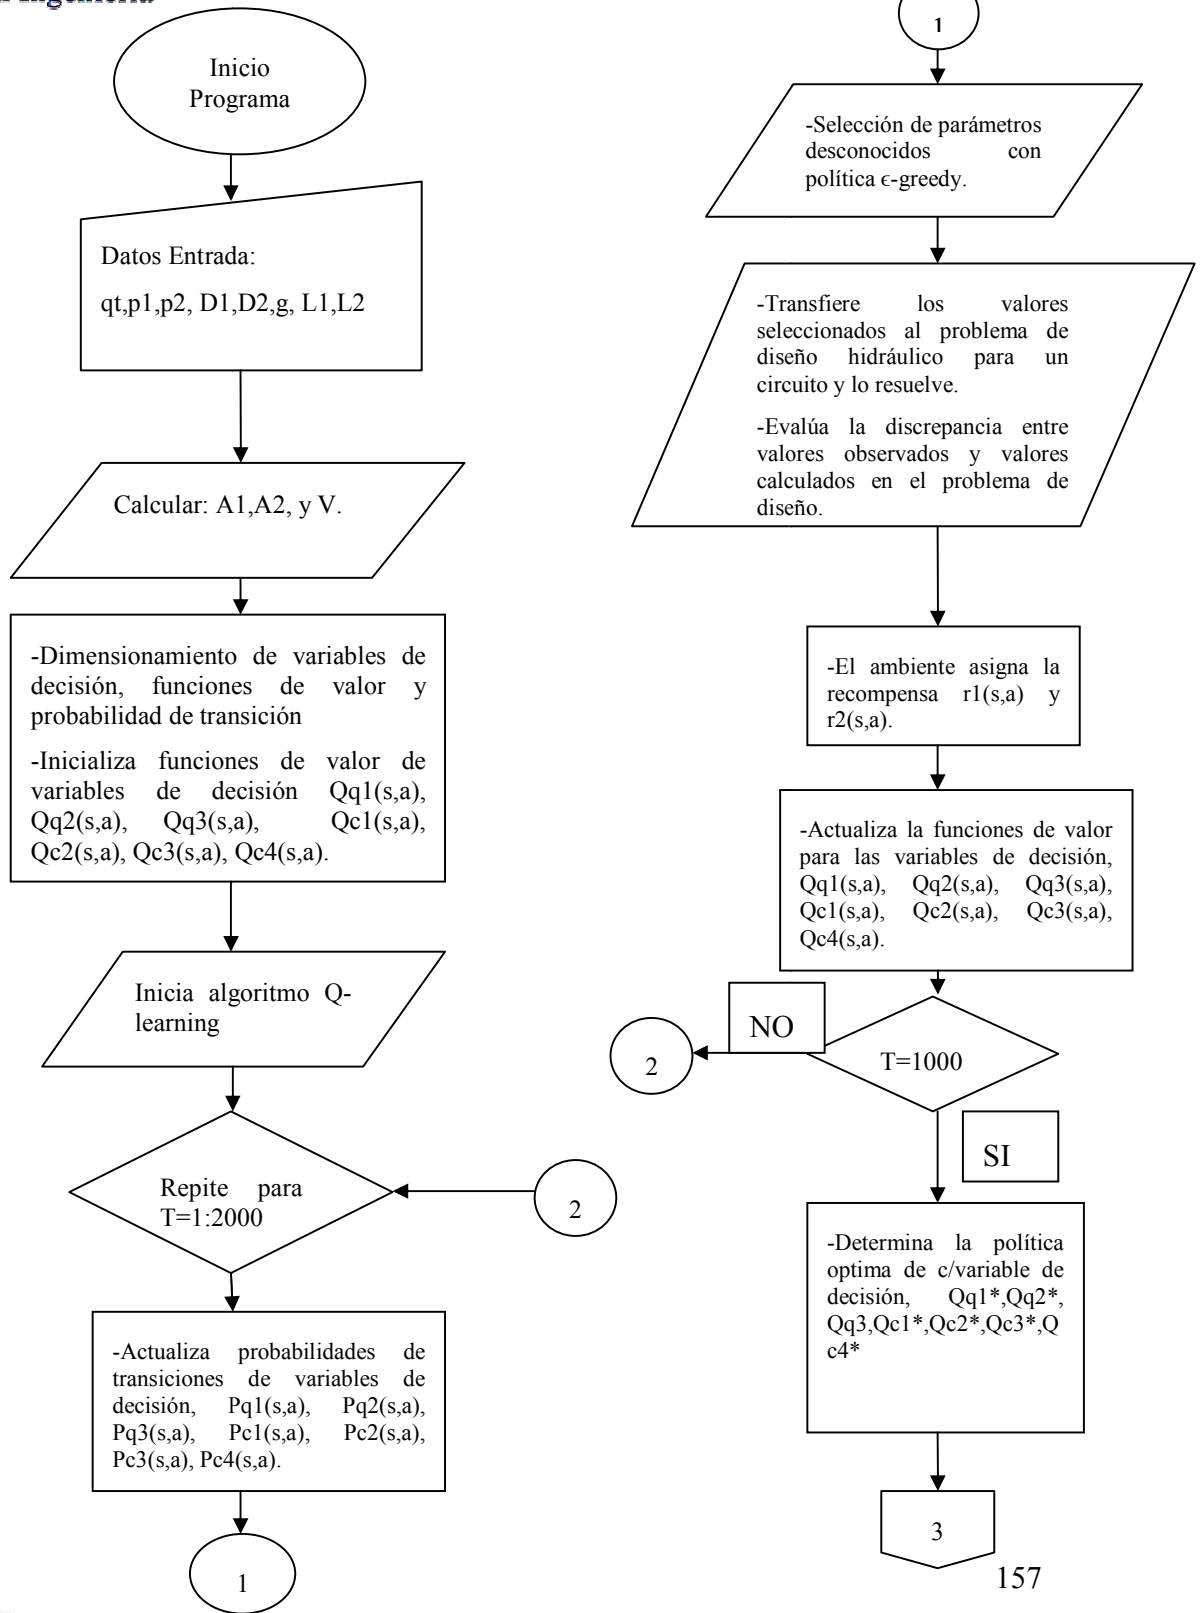 Inicio
Programa
Datos Entrada:
qt,p1,p2, D1,D2,g, L1,L2
Calcular: A1,A2, y V.
-Dimensionamiento de variables de
decisión, funciones de valor y
probabilidad de transición
-Inicializa funciones de valor de
variables de decisión Qq1(s,a),
Qq2(s,a), Qq3(s,a), Qc1(s,a),
Qc2(s,a), Qc3(s,a), Qc4(s,a).
Inicia algoritmo Q-
learning
Repite para
T=1:2000
2
-Actualiza probabilidades de
transiciones de variables de
decisión, Pq1(s,a), Pq2(s,a),
Pq3(s,a), Pc1(s,a), Pc2(s,a),
Pc3(s,a), Pc4(s,a).
1
1
-Selección de parámetros
desconocidos con
política ϵ-greedy.
-Transfiere los valores
seleccionados al problema de
diseño hidráulico para un
circuito y lo resuelve.
-Evalúa la discrepancia entre
valores observados y valores
calculados en el problema de
diseño.
-El ambiente asigna la
recompensa r1(s,a) y
r2(s,a).
-Actualiza la funciones de valor
para las variables de decisión,
Qq1(s,a), Qq2(s,a), Qq3(s,a),
Qc1(s,a), Qc2(s,a), Qc3(s,a),
Qc4(s,a).
NO
2
T=1000
SI
-Determina la política
optima de c/variable de
decisión, Qq1*,Qq2*,
Qq3,Qc1*,Qc2*,Qc3*,Q
c4*
3
157